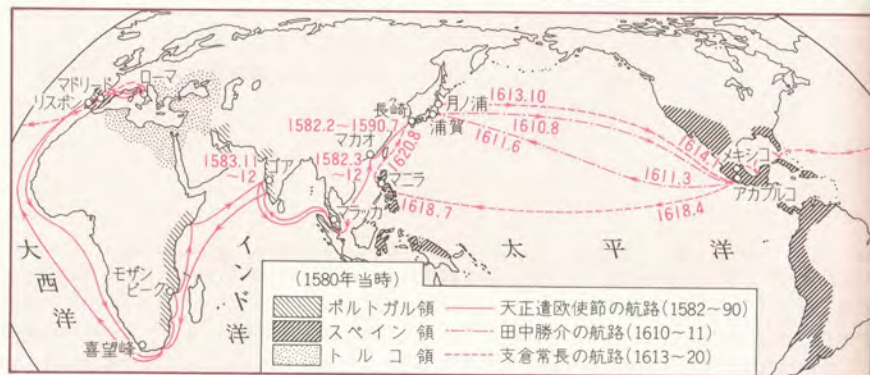 マドリード
ローマ
リスボン
長崎
月ノ浦
浦賀
1613.10
1610.8
1582.2～1590.7
マカオ
1620.8
1611.6
1614.1
メキシコ
1583.11
～12
ゴア
1582.3
～12
マニラ
1611.3
アカプルコ
マラッカ
1618.7
1618.4
大西洋
インド洋
太平洋
モザンビーク
喜望峰
(1580年当時)
ポルトガル領
天正遣欧使節の航路(1582～90)
スペイン領
田中勝介の航路(1610～11)
トルコ領
支倉常長の航路(1613～20)